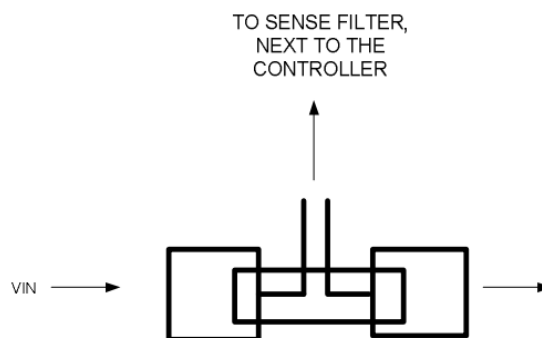 TO SENSE FILTER,
NEXT TO THE
CONTROLLER
VIN